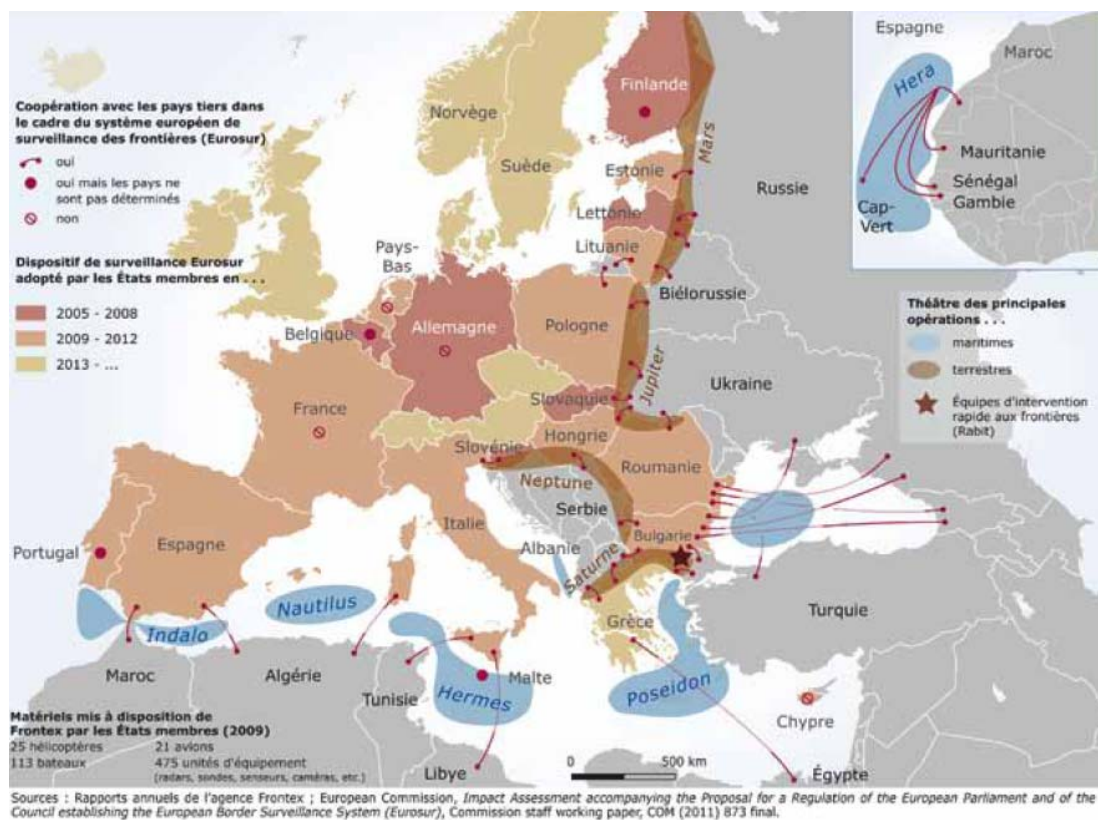 Coopération avec les pays tiers dans
le cadre du système européen de
surveillance des frontières (Eurosur)
oui
oui mais les pays ne
sont pas déterminés
non
Dispositif de surveillance Eurosur
adopté par les États membres en . . .
2005 - 2008
2009 - 2012
2013 - ...
Norvège
Suède
Finlande
Estonie
Lettonie
Lituanie
Mars
Russie
Pays-
Bas
Belgique
Allemagne
Pologne
Biélorussie
Jupiter
Ukraine
France
Slovaquie
Slovénie
Hongrie
Roumanie
Neptune
Serbie
Italie
Bulgarie
Albanie
Saturne
Portugal
Espagne
Grèce
Turquie
Nautilus
Indalo
Maroc
Algérie
Tunisie
Hermes
Malte
Poseidon
Chypre
Libye
Égypte
0
500 km
Espagne
Maroc
Hera
Mauritanie
Sénégal
Gambie
Cap-
Vert
Théâtre des principales
opérations . . .
maritimes
terrestres
Équipes d'intervention
rapide aux frontières
(Rabit)
Matériels mis à disposition de
Frontex par les États membres (2009)
25 hélicoptères 21 avions
113 bateaux 475 unités d'équipement
(radars, sondes, senseurs, caméras, etc.)
Sources : Rapports annuels de l'agence Frontex ; European Commission, Impact Assessment accompanying the Proposal for a Regulation of the European Parliament and of the
Council establishing the European Border Surveillance System (Eurosur), Commission staff working paper, COM (2011) 873 final.